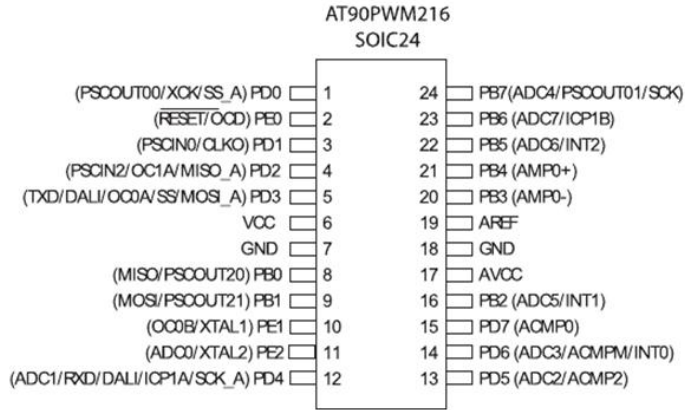 AT90PWM216
SOIC24
(PSCOUT00/XCK/SS_A) PD0 1 24 PB7(ADC4/PSCOUT01/SCK)
(RESET/OCD) PE0 2 23 PB6 (ADC7/ICP1B)
(PSCIN0/CLKO) PD1 3 22 PB5 (ADC6/INT2)
(PSCIN2/OC1A/MISO_A) PD2 4 21 PB4 (AMP0+)
(TXD/DALI/OC0A/SS/MOSI_A) PD3 5 20 PB3 (AMP0-)
VCC 6 19 AREF
GND 7 18 GND
(MISO/PSCOUT20) PB0 8 17 AVCC
(MOSI/PSCOUT21) PB1 9 16 PB2 (ADC5/INT1)
(OC0B/XTAL1) PE1 10 15 PD7 (ACMP0)
(ADC0/XTAL2) PE2 11 14 PD6 (ADC3/ACMPM/INT0)
(ADC1/RXD/DALI/ICP1A/SCK_A) PD4 12 13 PD5 (ADC2/ACMP2)